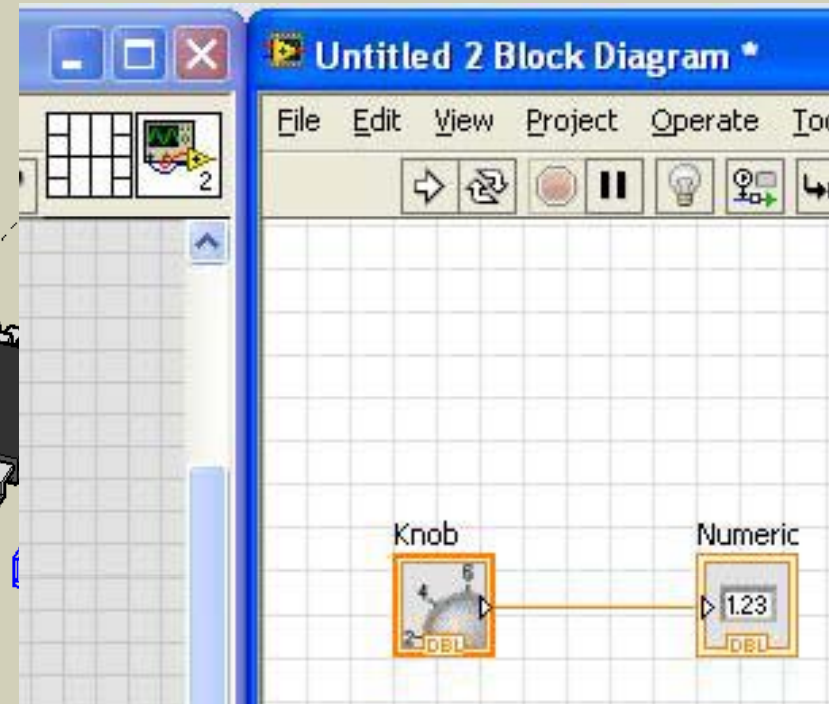 2
Untitled 2 Block Diagram *
File Edit View Project Operate
Knob Numeric
6
4
2
DBL
1.23
DBL